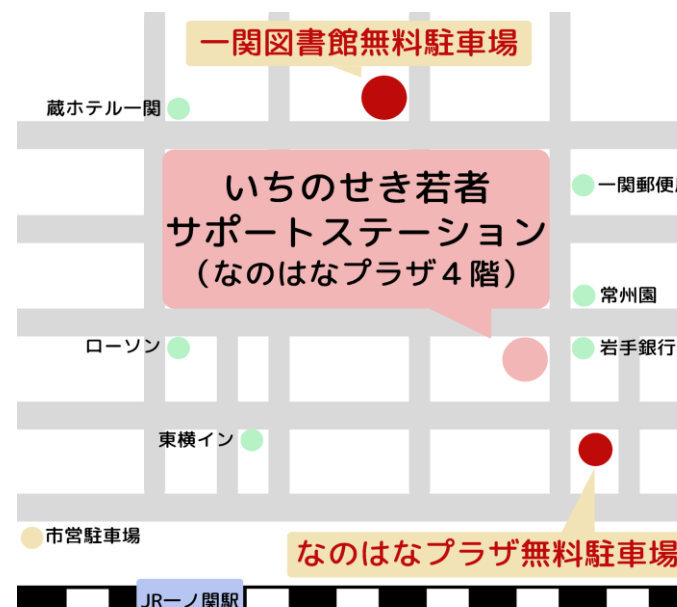 一関図書館無料駐車場
蔵ホテル一関
いちのせき若者
サポートステーション
(なのはなプラザ4階)
一関郵便
常州園
ローソン
岩手銀行
東横イン
市営駐車場
なのはなプラザ無料駐車場
JR一ノ関駅